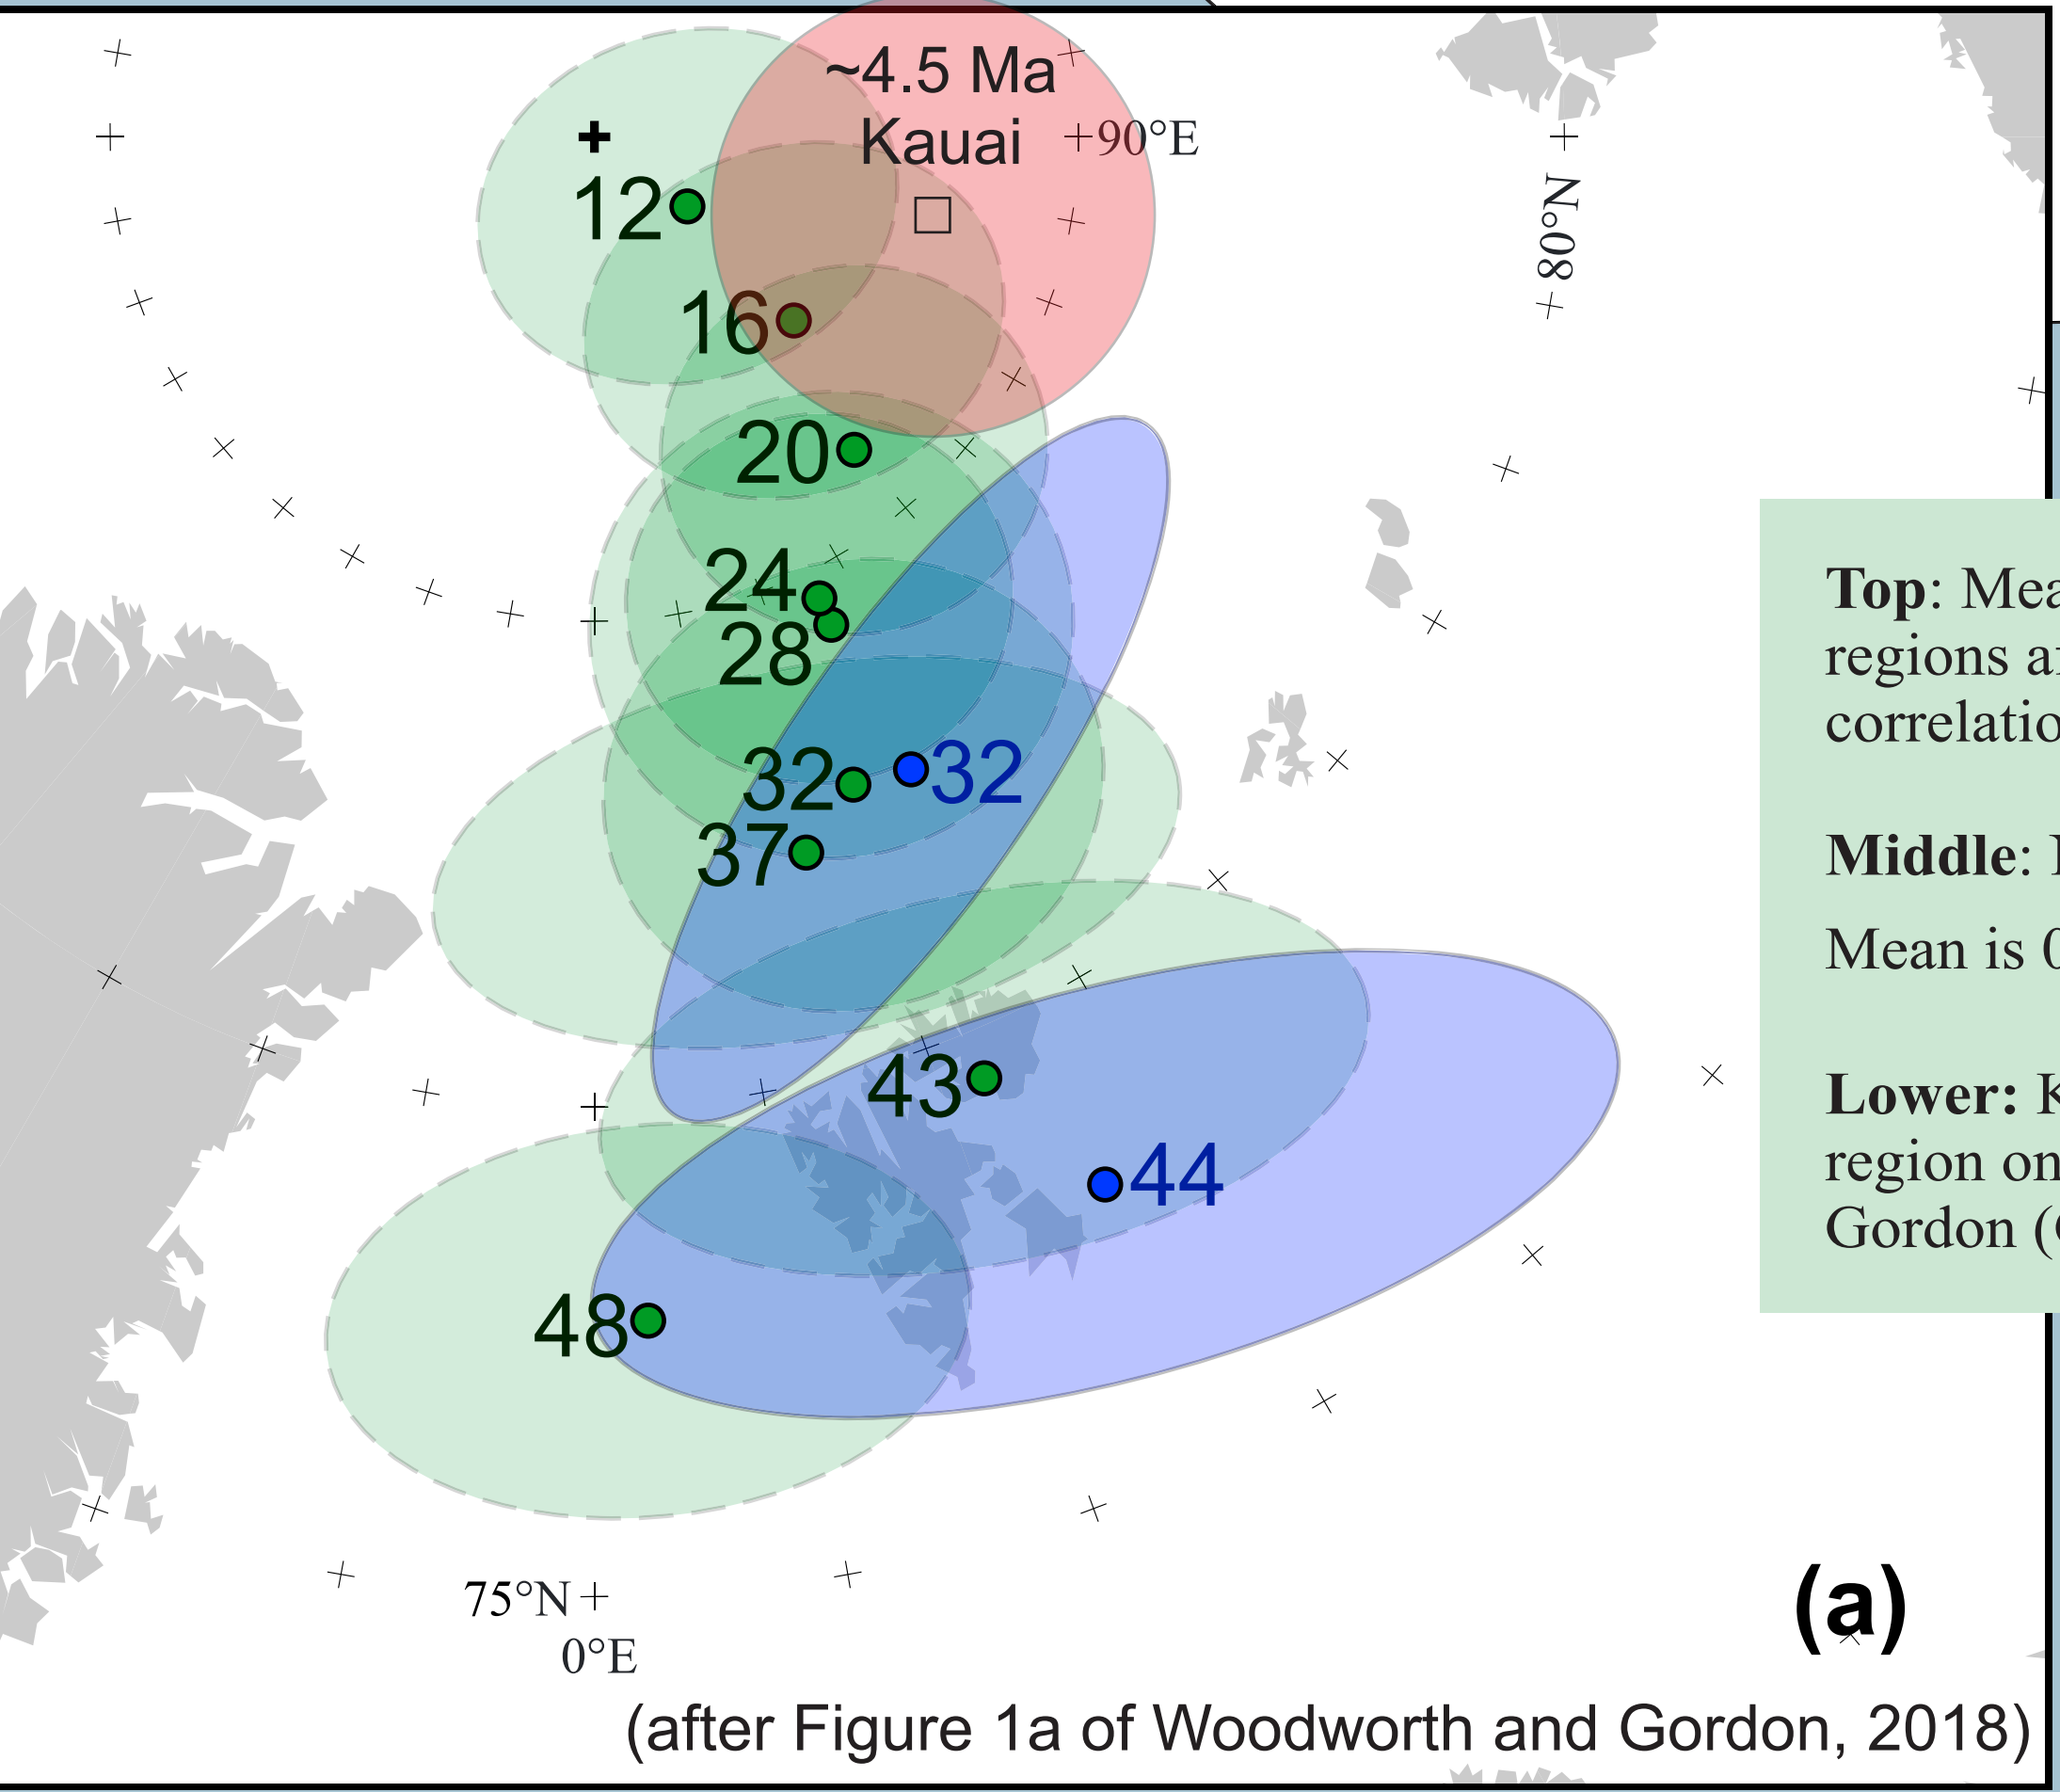 ~4.5 Ma
Kauai
90°E
12
80°N
16
20
24
28
32
32
37
43
44
48
75°N
0°E
(a)
(after Figure 1a of Woodworth and Gordon, 2018)
Top: Mea
regions a
correlatio
Middle:
Mean is 0
Lower: K
region on
Gordon (